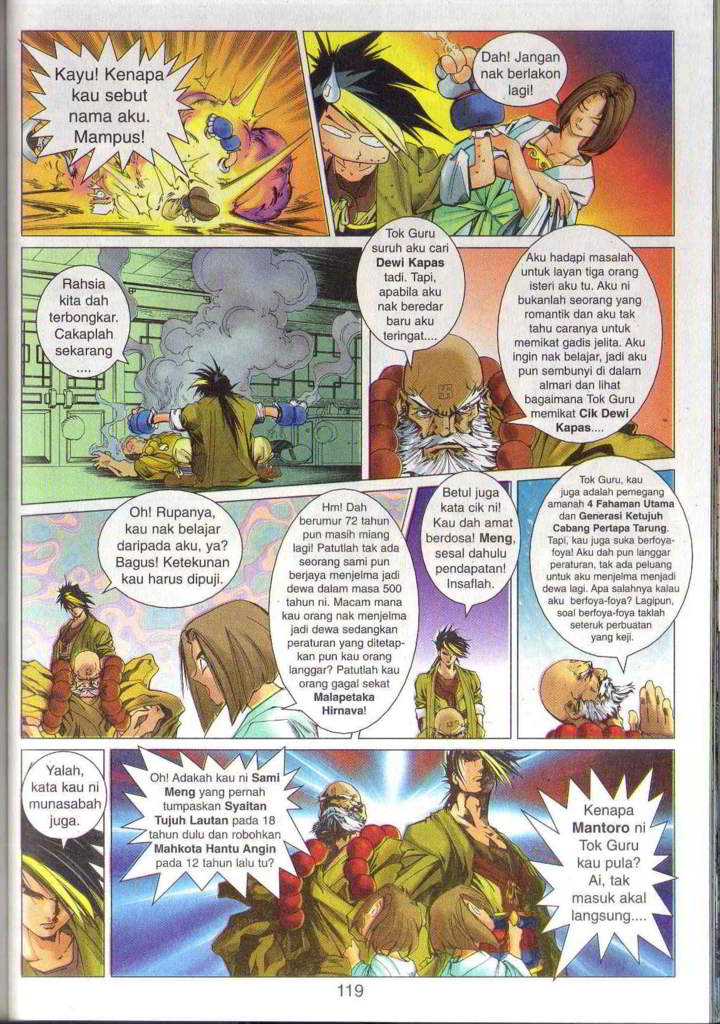 Kayu! Kenapa
kau sebut
nama aku.
Mampus!
Dah! Jangan
nak berlakon
lagi!
Rahsia
kita dah
terbongkar.
Cakaplah
sekarang
....
Tok Guru
suruh aku cari
Dewi Kapas
tadi. Tapi,
apabila aku
nak beredar
baru aku
teringat....
Aku hadapi masalah
untuk layan tiga orang
isteri aku tu. Aku ni
bukanlah seorang yang
romantik dan aku tak
tahu caranya untuk
memikat gadis jelita. Aku
ingin nak belajar, jadi aku
pun sembunyi di dalam
almari dan lihat
bagaimana Tok Guru
memikat Cik Dewi
Kapas....
Oh! Rupanya,
kau nak belajar
daripada aku, ya?
Bagus! Ketekunan
kau harus dipuji.
Hm! Dah
berumur 72 tahun
pun masih miang
lagi! Patutlah tak ada
seorang sami pun
berjaya menjelma jadi
dewa dalam masa 500
tahun ni. Macam mana
kau orang nak menjelma
jadi dewa sedangkan
peraturan yang ditetap-
kan pun kau orang
langgar? Patutlah kau
orang gagal sekat
Malapetaka
Hirnava!
Betul juga
kata cik ni!
Kau dah amat
berdosa! Meng,
sesal dahulu
pendapatan!
Insaflah.
Tok Guru, kau
juga adalah pemegang
amanah 4 Fahaman Utama
dan Generasi Ketujuh
Cabang Pertapa Tarung.
Tapi, kau juga suka berfoya-
foya! Aku dah pun langgar
peraturan, tak ada peluang
untuk aku menjelma menjadi
dewa lagi. Apa salahnya kalau
aku berfoya-foya? Lagipun,
soal berfoya-foya taklah
seteruk perbuatan
yang keji.
Yalah,
kata kau ni
munasabah
juga.
Oh! Adakah kau ni Sami
Meng yang pernah
tumpaskan Syaitan
Tujuh Lautan pada 18
tahun dulu dan robohkan
Mahkota Hantu Angin
pada 12 tahun lalu tu?
Kenapa
Mantoro ni
Tok Guru
kau pula?
Ai, tak
masuk akal
langsung....
119